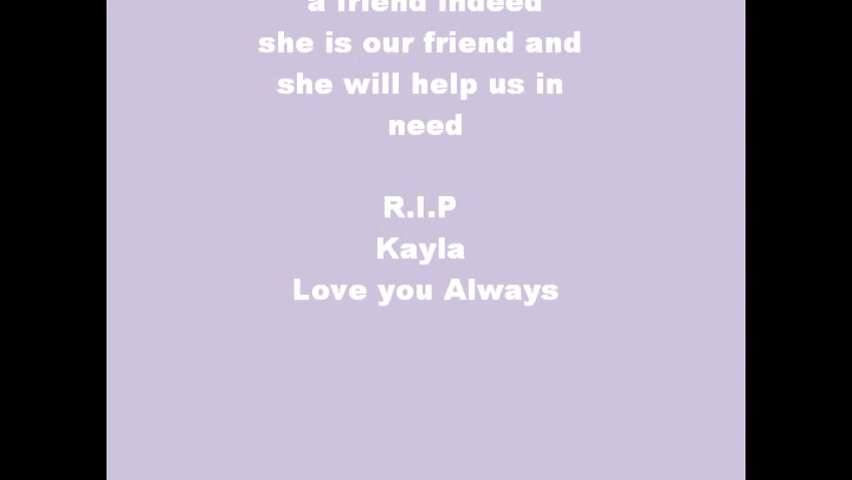 a friend indeed
she is our friend and
she will help us in
need
R.I.P
Kayla
Love you Always